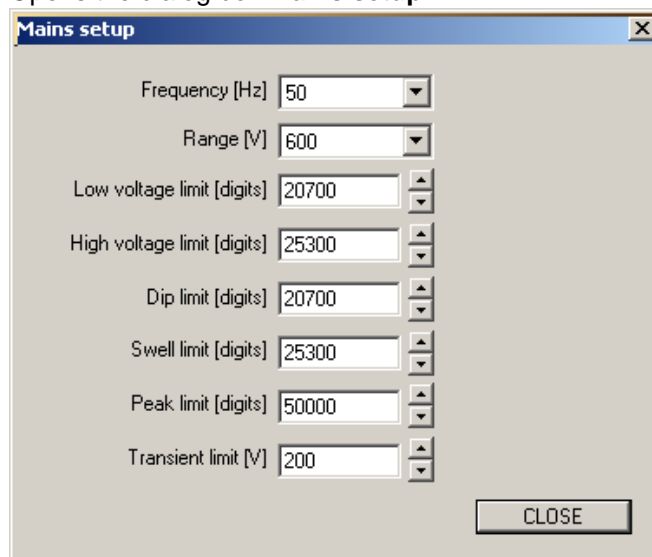 Mains setup
Frequency [Hz] 50
Range [V] 600
Low voltage limit [digits] 20700
High voltage limit [digits] 25300
Dip limit [digits] 20700
Swell limit [digits] 25300
Peak limit [digits] 50000
Transient limit [V] 200
CLOSE